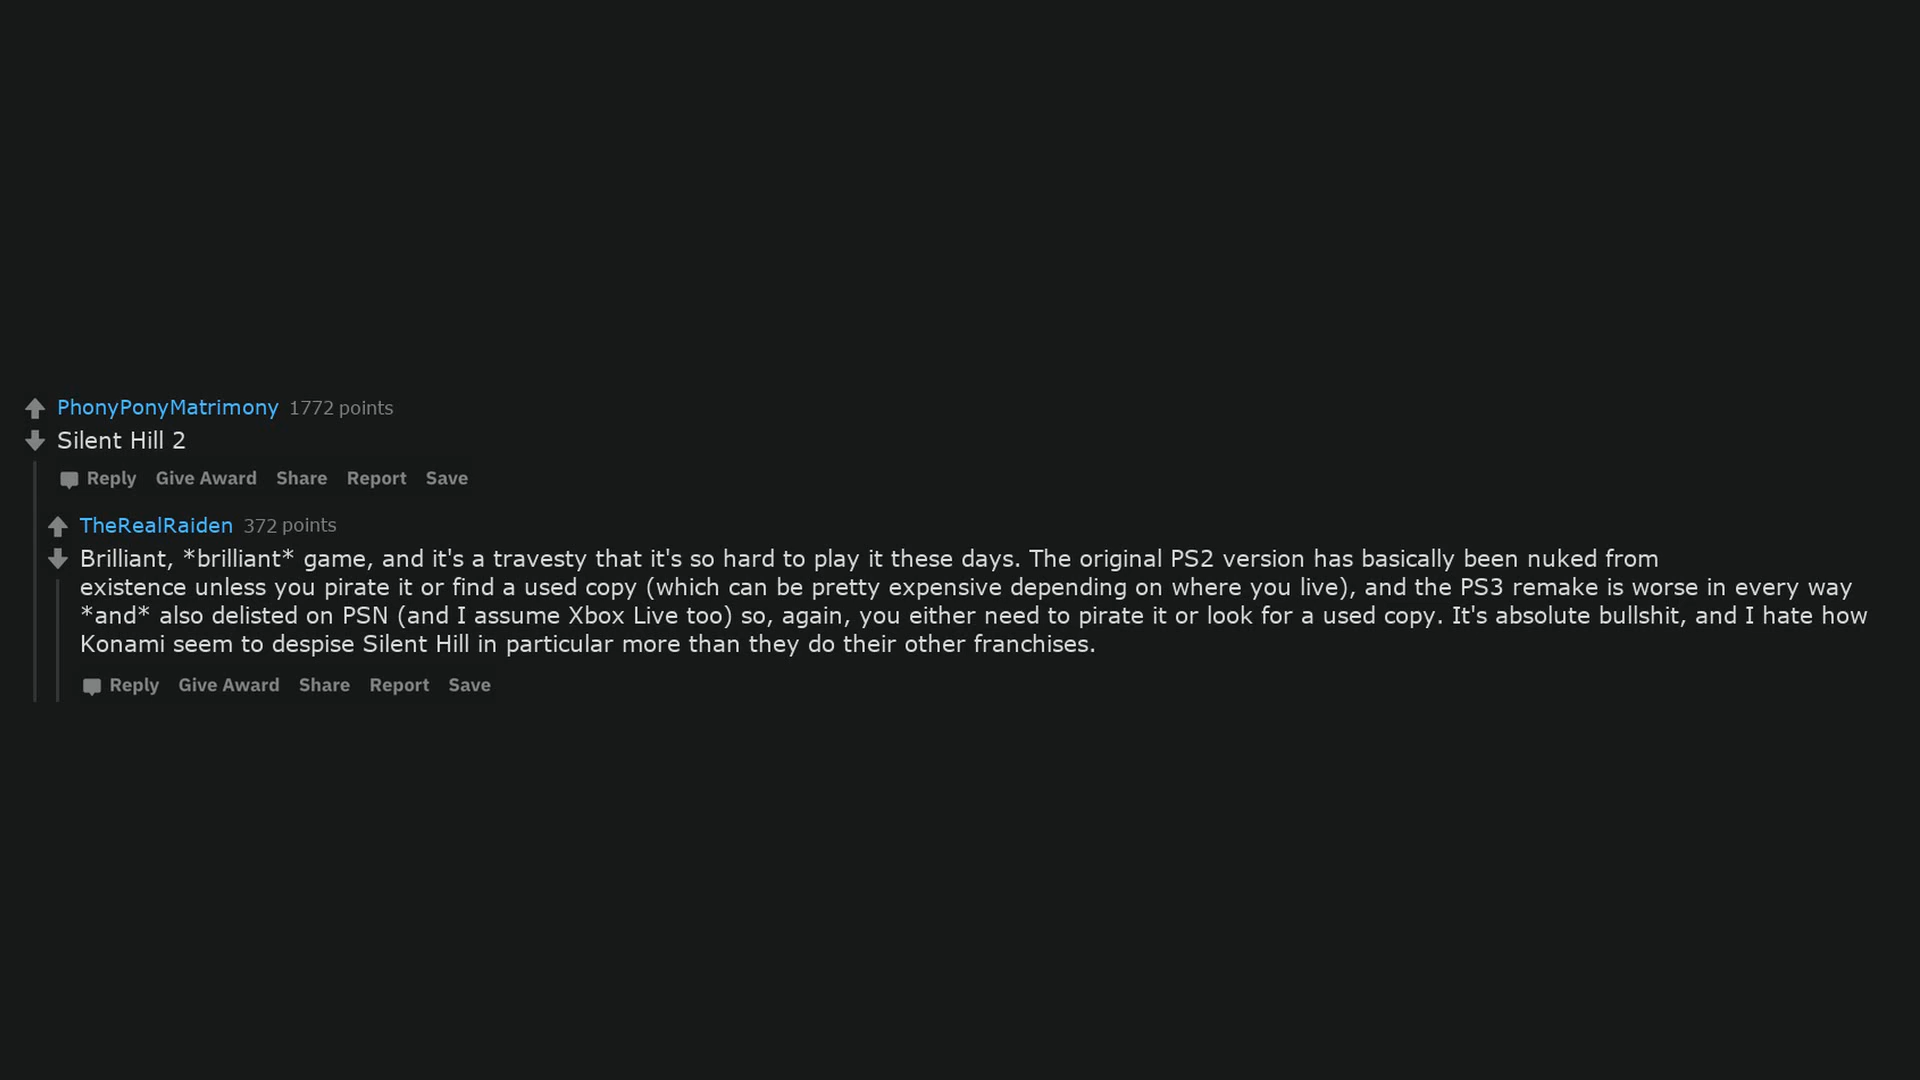 PhonyPonyMatrimony 1772 points
Silent Hill 2
Reply Give Award Share Report Save
TheRealRaiden 372 points
Brilliant, *brilliant* game, and it's a travesty that it's so hard to play it these days. The original PS2 version has basically been nuked from
existence unless you pirate it or find a used copy (which can be pretty expensive depending on where you live), and the PS3 remake is worse in every way
*and* also delisted on PSN (and I assume Xbox Live too) so, again, you either need to pirate it or look for a used copy. It's absolute bullshit, and I hate how
Konami seem to despise Silent Hill in particular more than they do their other franchises.
Reply Give Award Share Report Save